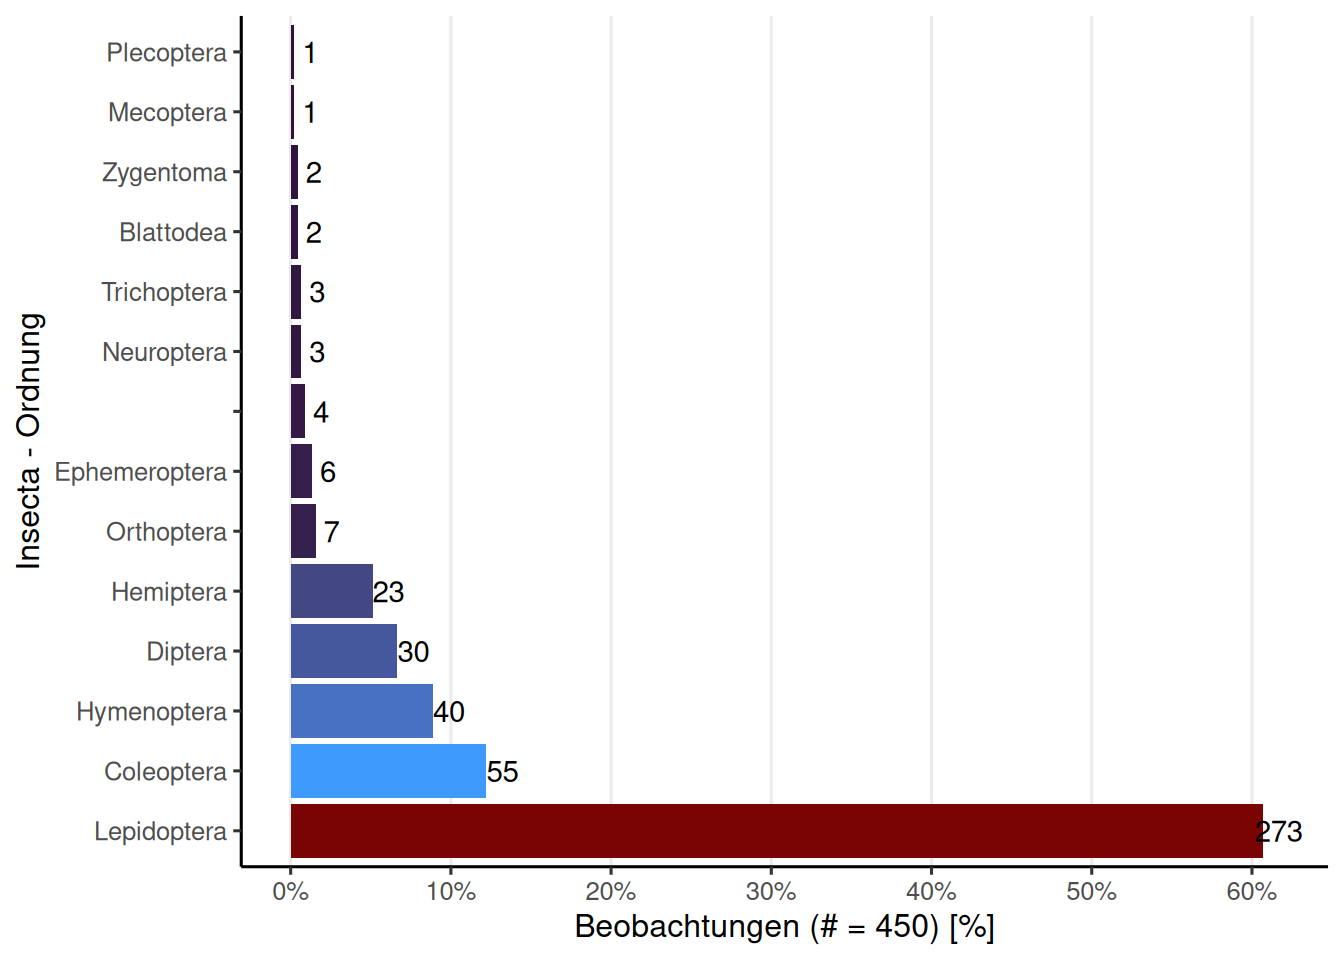 Insecta - Ordnung
Plecoptera 1
Mecoptera 1
Zygentoma 2
Blattodea 2
Trichoptera 3
Neuroptera 3
4
Ephemeroptera 6
Orthoptera 7
Hemiptera 23
Diptera 30
Hymenoptera 40
Coleoptera 55
Lepidoptera 273
0% 10% 20% 30% 40% 50% 60%
Beobachtungen (# = 450) [%]